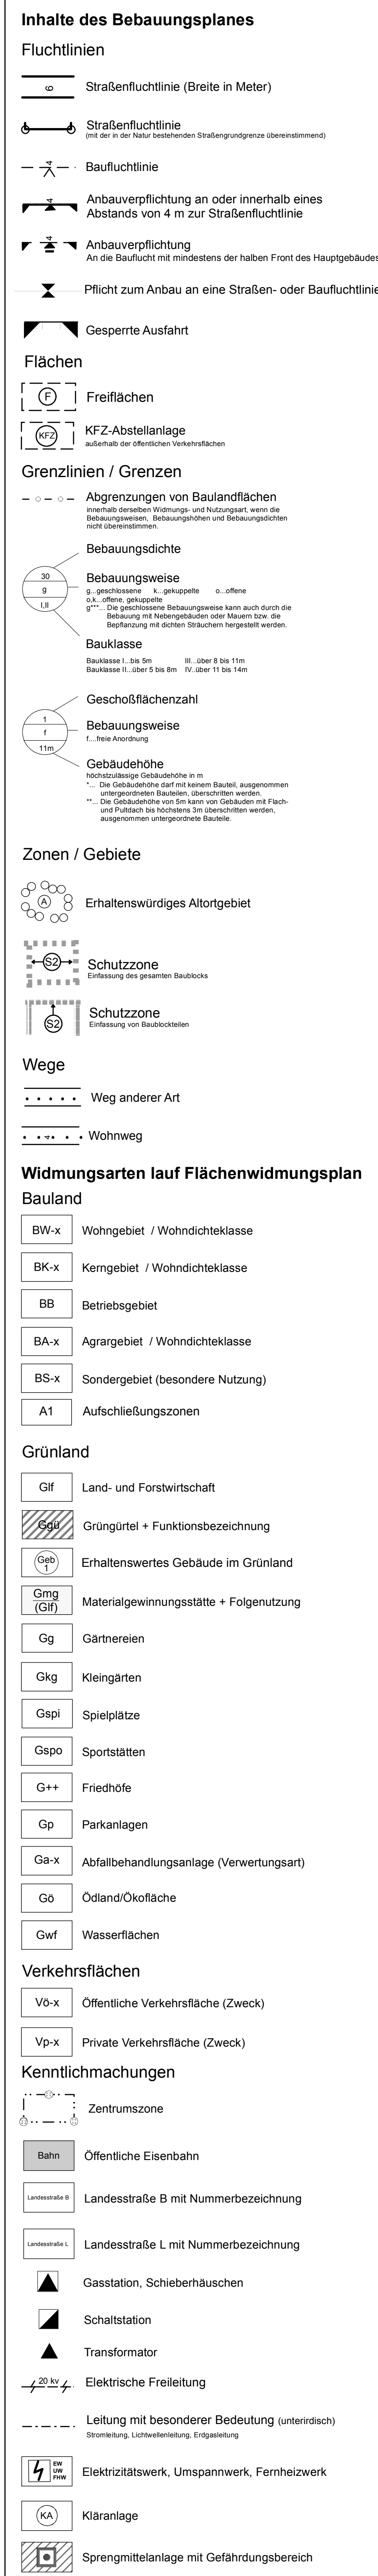 Inhalte des Bebauungsplanes
Fluchtlinien
6 Straßenfluchtlinie (Breite in Meter)
Straßenfluchtlinie
(mit der in der Natur bestehenden Straßengrundgrenze übereinstimmend)
4 Baufluchtlinie
4 Anbauverpflichtung an oder innerhalb eines
Abstands von 4 m zur Straßenfluchtlinie
4 Anbauverpflichtung
An die Bauflucht mit mindestens der halben Front des Hauptgebäudes
Pflicht zum Anbau an eine Straßen- oder Baufluchtlinie
Gesperrte Ausfahrt
Flächen
F Freiflächen
KFZ KFZ-Abstellanlage
außerhalb der öffentlichen Verkehrsflächen
Grenzlinien / Grenzen
Abgrenzungen von Baulandflächen
innerhalb derselben Widmungs- und Nutzungsart, wenn die
Bebauungsweisen, Bebauungshöhen und Bebauungsdichten
nicht übereinstimmen.
Bebauungsdichte
30
g
I,II
Bebauungsweise
g...geschlossene k...gekuppelte o...offene
o,k...offene, gekuppelte
g***... Die geschlossene Bebauungsweise kann auch durch die
Bebauung mit Nebengebäuden oder Mauern bzw. die
Bepflanzung mit dichten Sträuchern hergestellt werden.
Bauklasse
Bauklasse I...bis 5m III...über 8 bis 11m
Bauklasse II...über 5 bis 8m IV..über 11 bis 14m
Geschoßflächenzahl
1
f
11m
Bebauungsweise
f....freie Anordnung
Gebäudehöhe
höchstzulässige Gebäudehöhe in m
*... Die Gebäudehöhe darf mit keinem Bauteil, ausgenommen
untergeordneten Bauteilen, überschritten werden.
**... Die Gebäudehöhe von 5m kann von Gebäuden mit Flach-
und Pultdach bis höchstens 3m überschritten werden,
ausgenommen untergeordnete Bauteile.
Zonen / Gebiete
A Erhaltenswürdiges Altortgebiet
S2 Schutzzone
Einfassung des gesamten Baublocks
S2 Schutzzone
Einfassung von Baublockteilen
Wege
Weg anderer Art
4 Wohnweg
Widmungsarten lauf Flächenwidmungsplan
Bauland
BW-x Wohngebiet / Wohndichteklasse
BK-x Kerngebiet / Wohndichteklasse
BB Betriebsgebiet
BA-x Agrargebiet / Wohndichteklasse
BS-x Sondergebiet (besondere Nutzung)
A1 Aufschließungszonen
Grünland
Glf Land- und Forstwirtschaft
Ggü Grüngürtel + Funktionsbezeichnung
Geb
1 Erhaltenswertes Gebäude im Grünland
Gmg
(Glf) Materialgewinnungsstätte + Folgenutzung
Gg Gärtnereien
Gkg Kleingärten
Gspi Spielplätze
Gspo Sportstätten
G++ Friedhöfe
Gp Parkanlagen
Ga-x Abfallbehandlungsanlage (Verwertungsart)
Gö Ödland/Ökofläche
Gwf Wasserflächen
Verkehrsflächen
Vö-x Öffentliche Verkehrsfläche (Zweck)
Vp-x Private Verkehrsfläche (Zweck)
Kenntlichmachungen
Zentrumszone
Bahn Öffentliche Eisenbahn
Landesstraße B Landesstraße B mit Nummerbezeichnung
Landesstraße L Landesstraße L mit Nummerbezeichnung
Gasstation, Schieberhäuschen
Schaltstation
Transformator
20 kv Elektrische Freileitung
Leitung mit besonderer Bedeutung (unterirdisch)
Stromleitung, Lichtwellenleitung, Erdgasleitung
EW
UW
FHW
Elektrizitätswerk, Umspannwerk, Fernheizwerk
KA Kläranlage
Sprengmittelanlage mit Gefährdungsbereich